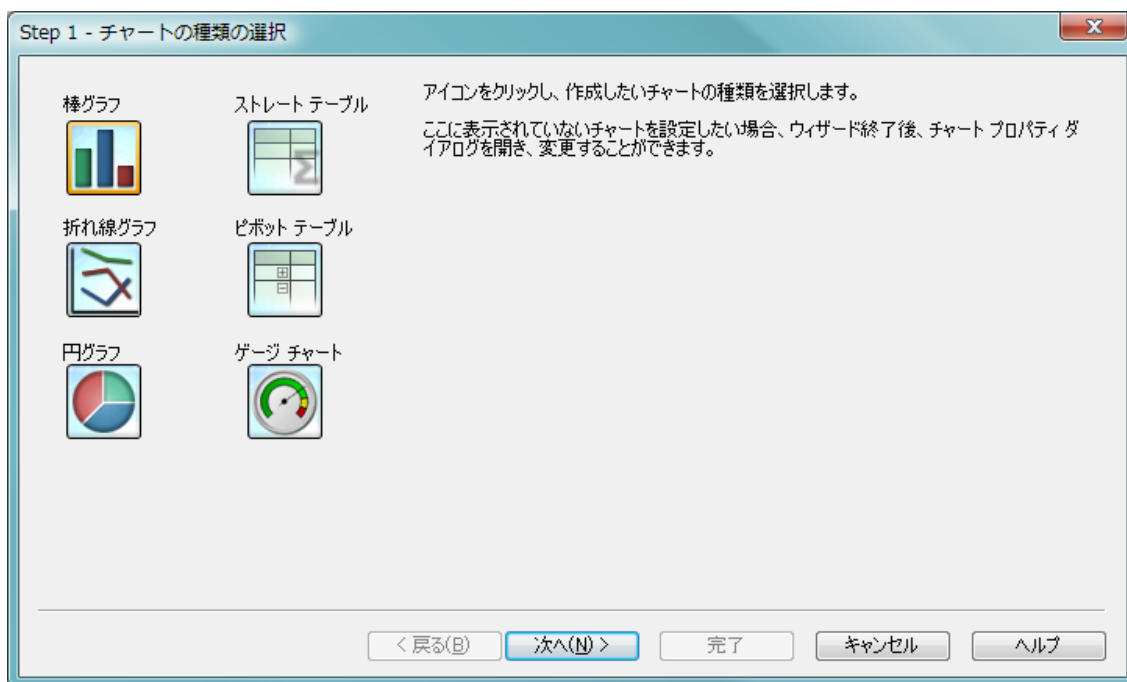 Step 1 - チャートの種類の選択
棒グラフ
ストレート テーブル
折れ線グラフ
ピボット テーブル
円グラフ
ゲージ チャート
アイコンをクリックし、作成したいチャートの種類を選択します。
ここに表示されていないチャートを設定したい場合、ウィザード終了後、チャート プロパティ ダ
イアログを開き、変更することができます。
< 戻る(B)
次へ(N) >
完了
キャンセル
ヘルプ